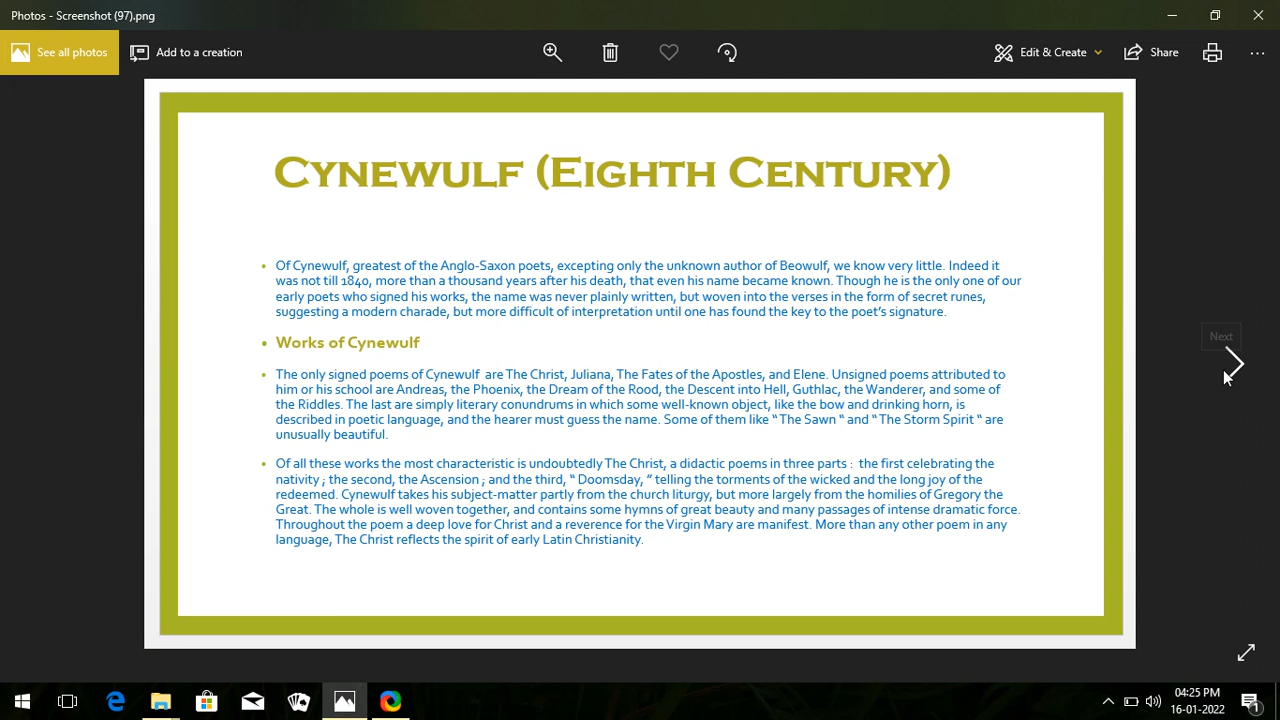 Photos - Screenshot (97).png
See all photos
Add to a creation
Edit & Create
Share
Cynewulf (Eighth Century)
• Of Cynewulf, greatest of the Anglo-Saxon poets, excepting only the unknown author of Beowulf, we know very little. Indeed it
was not till 1840, more than a thousand years after his death, that even his name became known. Though he is the only one of our
early poets who signed his works, the name was never plainly written, but woven into the verses in the form of secret runes,
suggesting a modern charade, but more difficult of interpretation until one has found the key to the poet's signature.
• Works of Cynewulf
• The only signed poems of Cynewulf are The Christ, Juliana, The Fates of the Apostles, and Elene. Unsigned poems attributed to
him or his school are Andreas, the Phoenix, the Dream of the Rood, the Descent into Hell, Guthlac, the Wanderer, and some of
the Riddles. The last are simply literary conundrums in which some well-known object, like the bow and drinking horn, is
described in poetic language, and the hearer must guess the name. Some of them like " The Sawn " and " The Storm Spirit " are
unusually beautiful.
• Of all these works the most characteristic is undoubtedly The Christ, a didactic poems in three parts : the first celebrating the
nativity ; the second, the Ascension ; and the third, " Doomsday, " telling the torments of the wicked and the long joy of the
redeemed. Cynewulf takes his subject-matter partly from the church liturgy, but more largely from the homilies of Gregory the
Great. The whole is well woven together, and contains some hymns of great beauty and many passages of intense dramatic force.
Throughout the poem a deep love for Christ and a reverence for the Virgin Mary are manifest. More than any other poem in any
language, The Christ reflects the spirit of early Latin Christianity.
Next
04:25 PM
16-01-2022
1